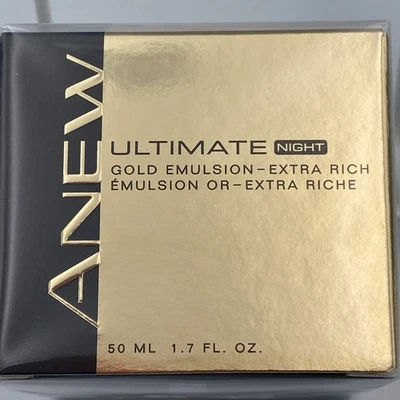 ANEW
ULTIMATE NIGHT
GOLD EMULSION–EXTRA RICH
ÉMULSION OR–EXTRA RICHE
50 ML 1.7 FL. OZ.